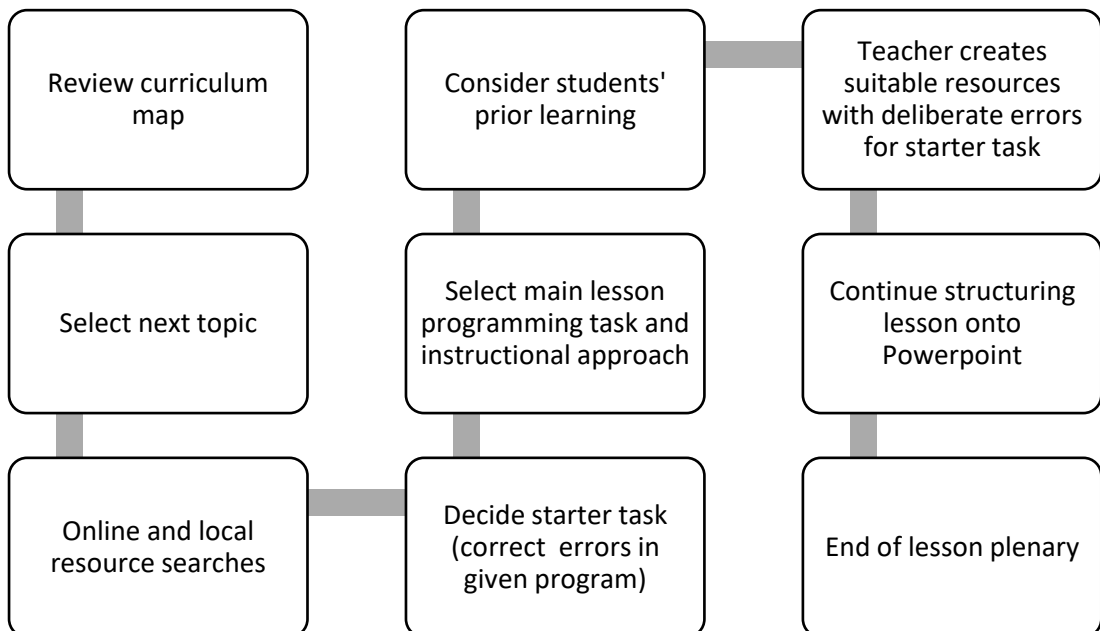 Review curriculum
map
Select next topic
Online and local
resource searches
Decide starter task
(correct errors in
given program)
Select main lesson
programming task and
instructional approach
Consider students'
prior learning
Teacher creates
suitable resources
with deliberate errors
for starter task
Continue structuring
lesson onto
Powerpoint
End of lesson plenary